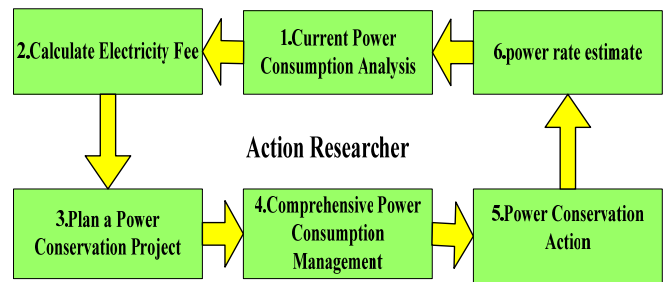 2.Calculate Electricity Fee
1.Current Power
Consumption Analysis
6.power rate estimate
Action Researcher
3.Plan a Power
Conservation Project
4.Comprehensive Power
Consumption
Management
5.Power Conservation
Action